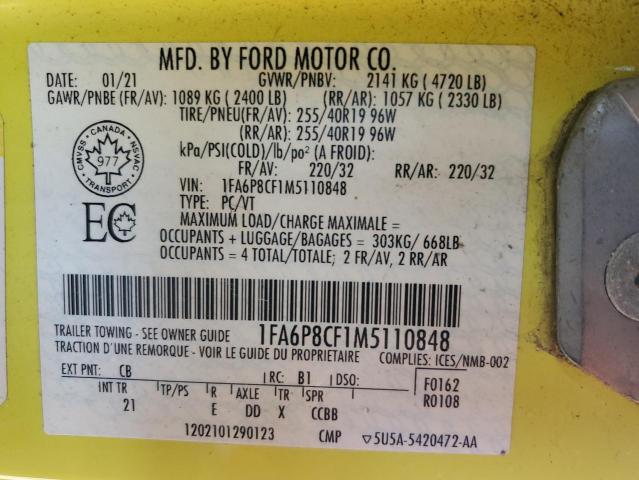 MFD. BY FORD MOTOR CO.
DATE: 01/21 GVWR/PNBV: 2141 KG ( 4720 LB)
GAWR/PNBE (FR/AV): 1089 KG ( 2400 LB) (RR/AR): 1057 KG ( 2330 LB)
TIRE/PNEU(FR/AV): 255/40R19 96W
(RR/AR): 255/40R19 96W
kPa/PSI(COLD)/lb/po² (A FROID):
FR/AV: 220/32 RR/AR: 220/32
CANADA
CMVSS 977 NSVAC
TRANSPORT
VIN: 1FA6P8CF1M5110848
TYPE: PC/VT
EC
MAXIMUM LOAD/CHARGE MAXIMALE =
OCCUPANTS + LUGGAGE/BAGAGES = 303KG/ 668LB
OCCUPANTS = 4 TOTAL/TOTALE; 2 FR/AV, 2 RR/AR
TRAILER TOWING - SEE OWNER GUIDE 1FA6P8CF1M5110848
TRACTION D'UNE REMORQUE - VOIR LE GUIDE DU PROPRIETAIRE COMPLIES: ICES/NMB-002
EXT PNT: CB RC: B1 DSO: F0162
INT TR TP/PS R AXLE TR SPR R0108
21 E DD X CCBB
1202101290123 CMP ▽5U5A-5420472-AA